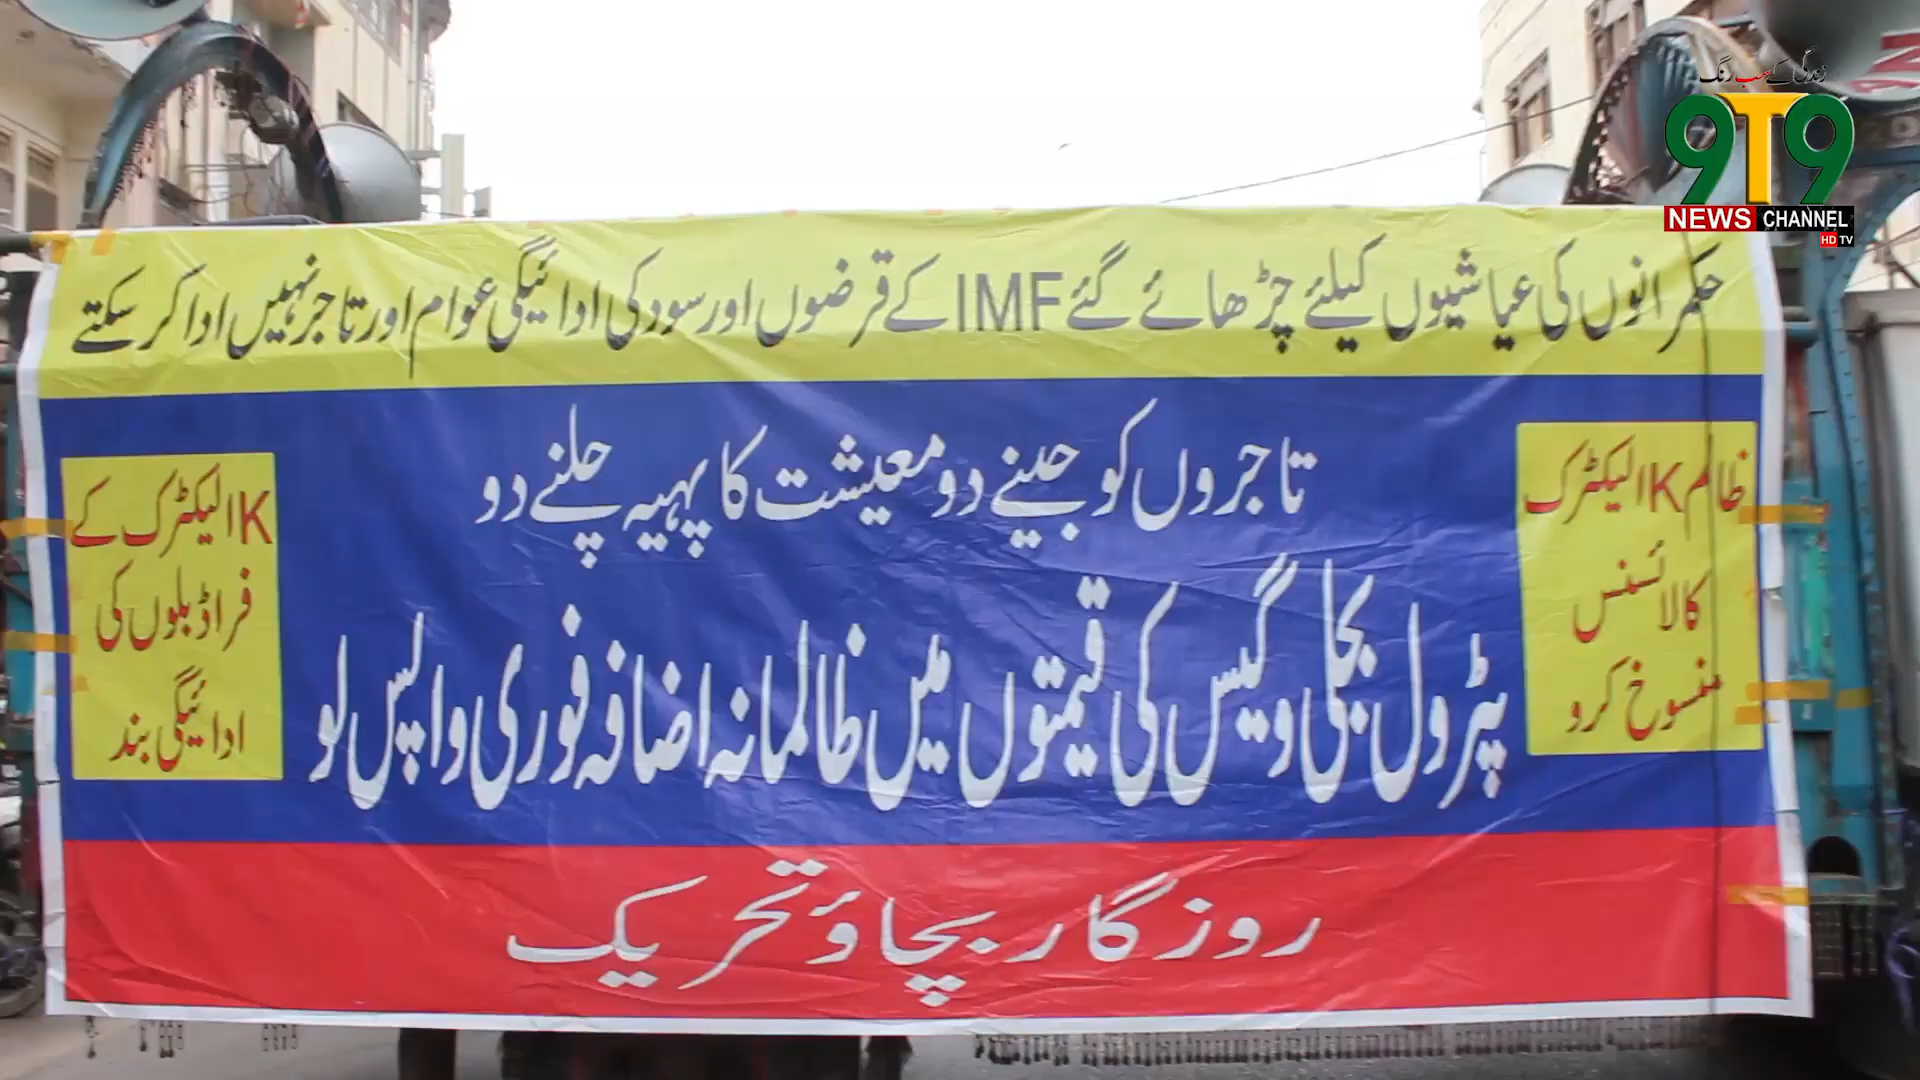 زندگی کے سب رنگ
9T9
NEWS CHANNEL
HD TV
حکمرانوں کی عیاشیوں کیلئے چڑھائے گئے IMF کے قرضوں اور سود کی ادائیگی عوام اور تاجر نہیں ادا کر سکتے
تاجروں کو جینے دو معیشت کا پہیہ چلنے دو
پٹرول بجلی و گیس کی قیمتوں میں ظالمانہ اضافہ فوری واپس لو
ظالم K الیکٹرک
کا لائسنس
منسوخ کرو
K الیکٹرک کے
فراڈ بلوں کی
ادائیگی بند
روزگار بچاؤ تحریک